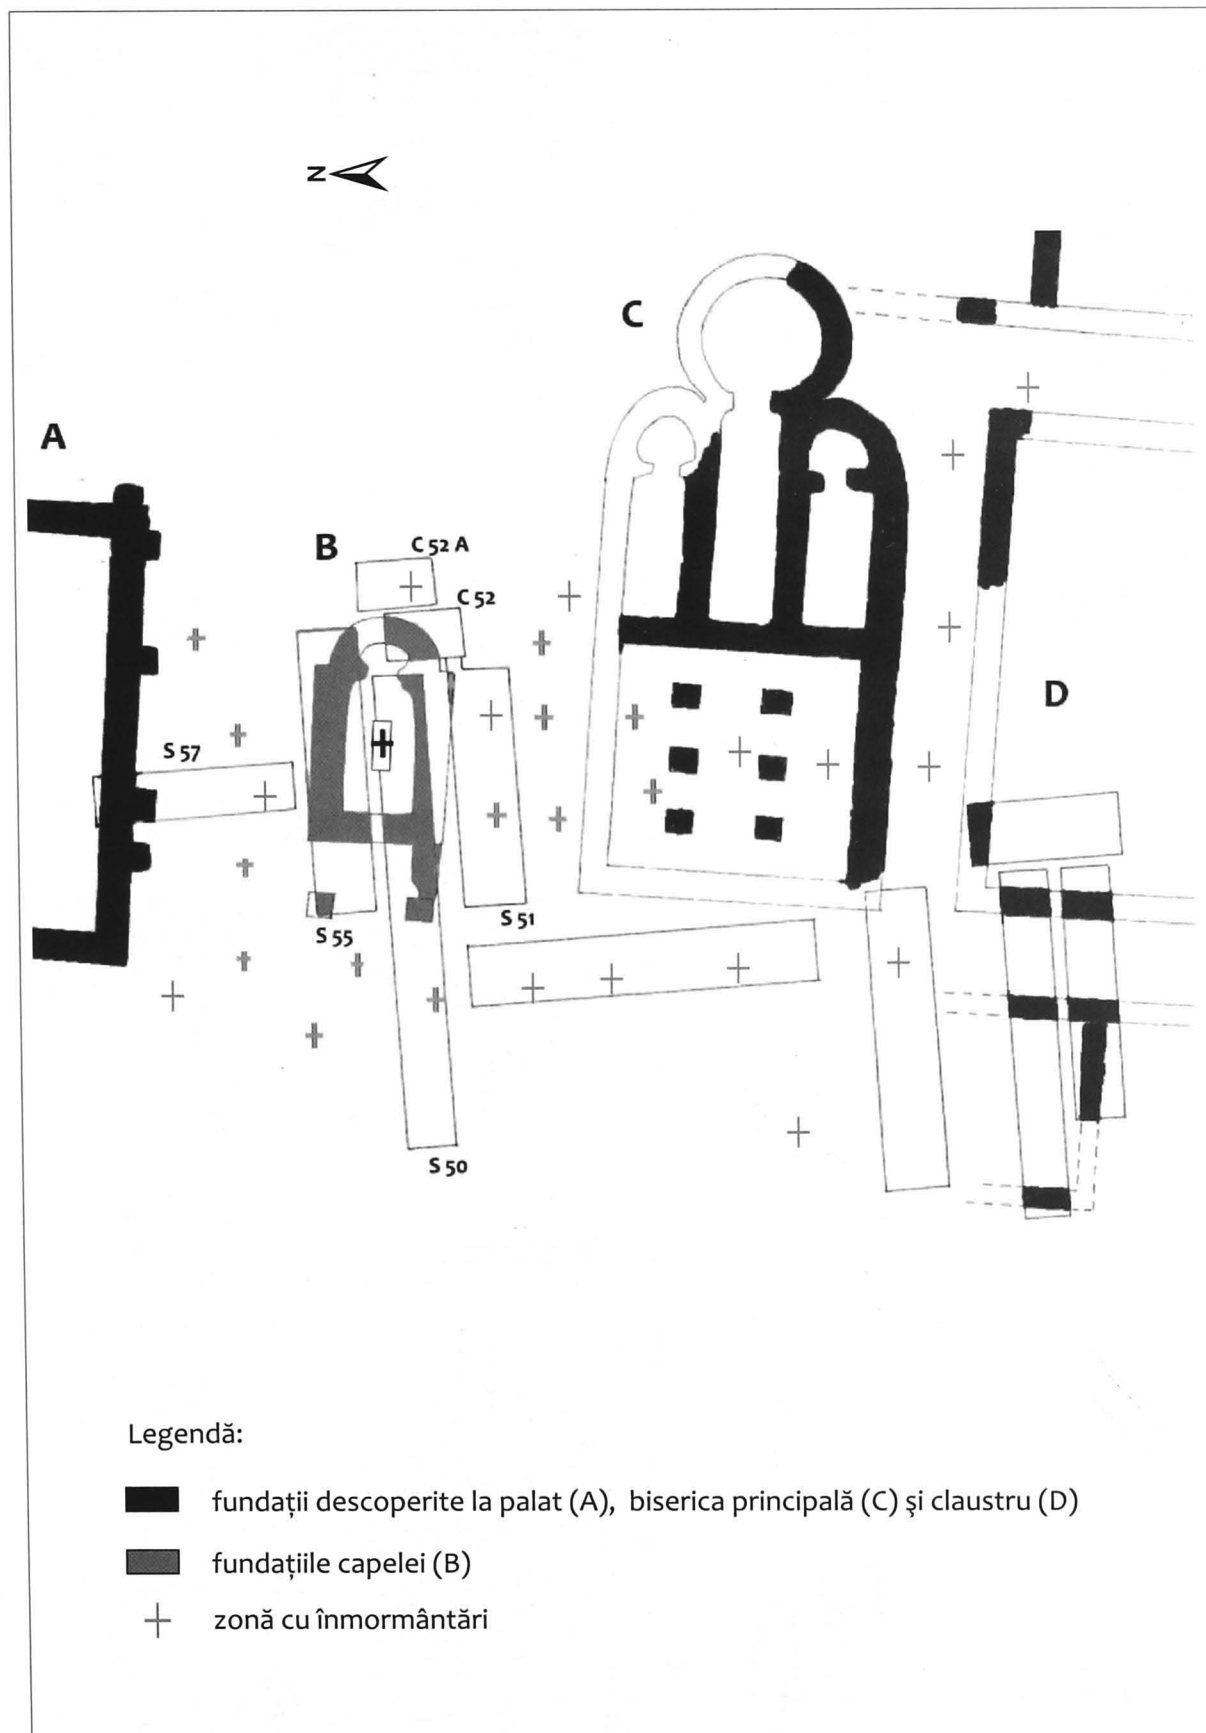 N
C
A
B
C 52 A
C 52
D
S 57
S 55
S 51
S 50
Legendă:
fundații descoperite la palat (A), biserica principală (C) şi claustru (D)
fundațiile capelei (B)
zonă cu înmormântări